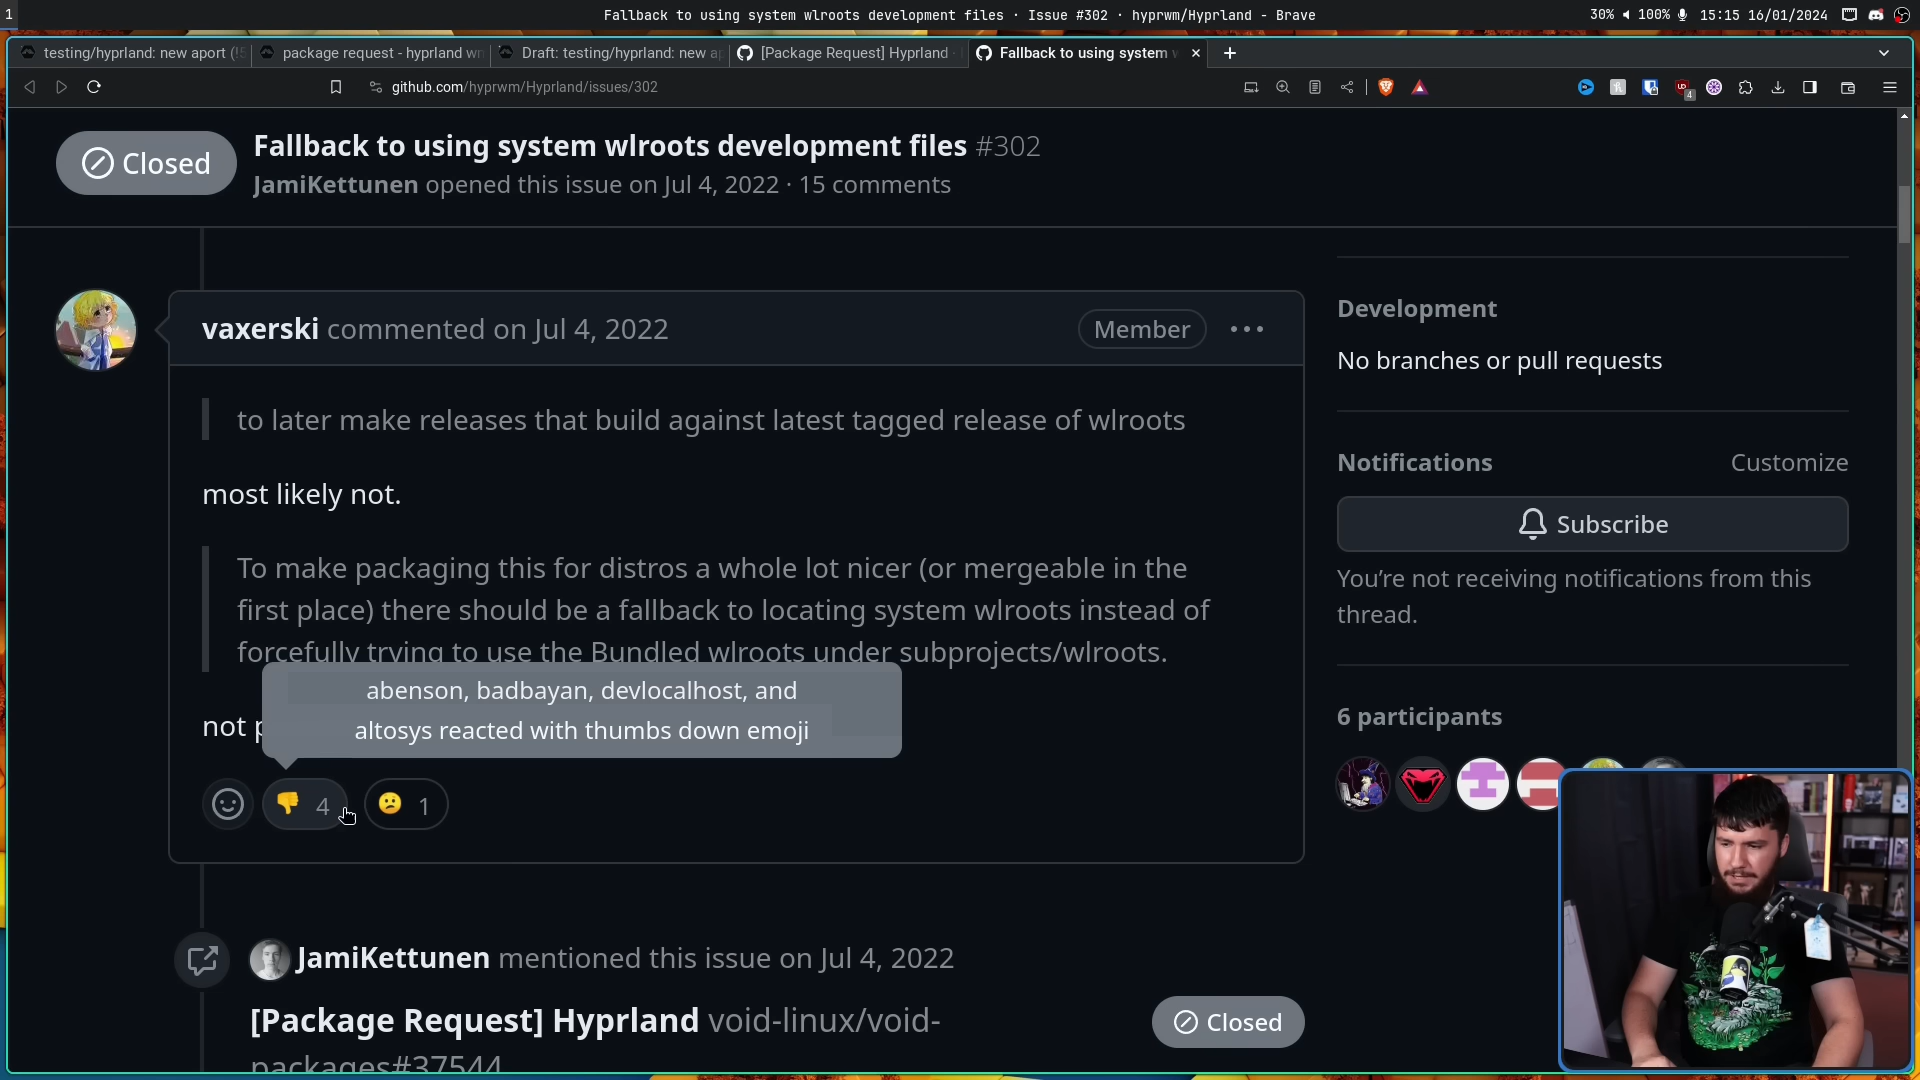 1
Fallback to using system wlroots development files · Issue #302 · hyprwm/Hyprland - Brave
30% 100% 15:15 16/01/2024
testing/hyprland: new aport (!5
package request - hyprland wr
Draft: testing/hyprland: new ap
[Package Request] Hyprland ·
Fallback to using system w
github.com/hyprwm/Hyprland/issues/302
4
Closed
Fallback to using system wlroots development files #302
JamiKettunen opened this issue on Jul 4, 2022 · 15 comments
vaxerski commented on Jul 4, 2022
Member
to later make releases that build against latest tagged release of wlroots
most likely not.
To make packaging this for distros a whole lot nicer (or mergeable in the
first place) there should be a fallback to locating system wlroots instead of
forcefully trying to use the Bundled wlroots under subprojects/wlroots.
abenson, badbayan, devlocalhost, and
altosys reacted with thumbs down emoji
not p
4
1
JamiKettunen mentioned this issue on Jul 4, 2022
[Package Request] Hyprland void-linux/void-
packages#37544
Closed
Development
No branches or pull requests
Notifications
Customize
Subscribe
You’re not receiving notifications from this
thread.
6 participants